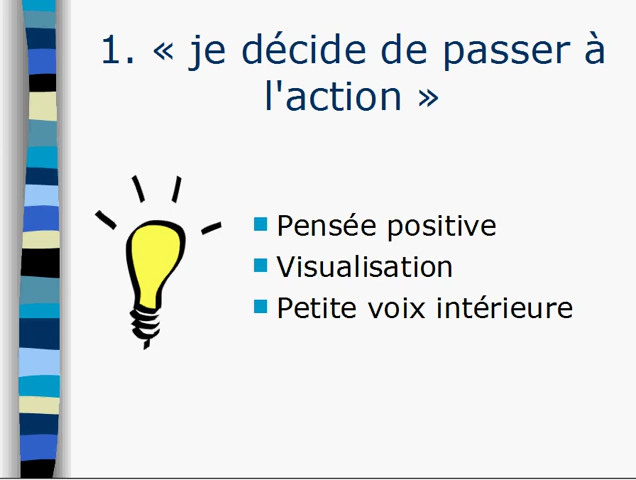 1. « je décide de passer à
l'action »
Pensée positive
Visualisation
Petite voix intérieure